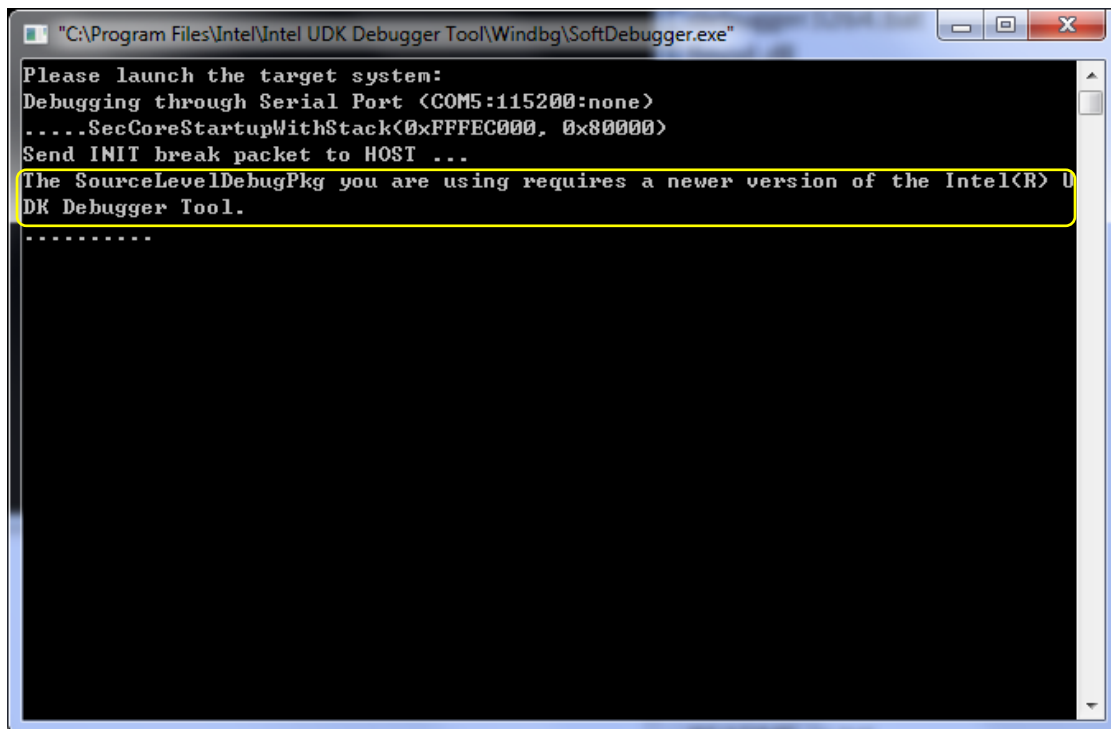 "C:\Program Files\Intel\Intel UDK Debugger Tool\Windbg\SoftDebugger.exe"
Please launch the target system:
Debugging through Serial Port (COM5:115200:none)
.....SecCoreStartupWithStack(0xFFFEC000, 0x80000)
Send INIT break packet to HOST ...
The SourceLevelDebugPkg you are using requires a newer version of the Intel(R) U
DK Debugger Tool.
..........